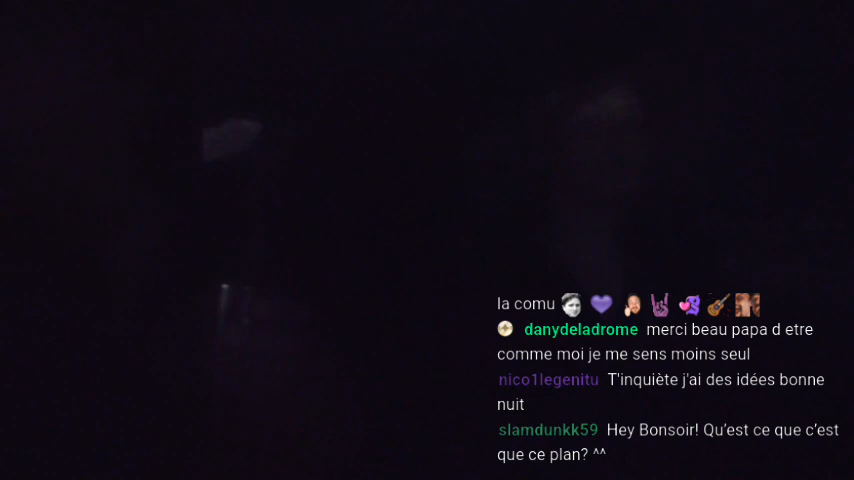 la comu
danydeladrome merci beau papa d etre
comme moi je me sens moins seul
nico1legenitu T'inquiète j'ai des idées bonne
nuit
slamdunkk59 Hey Bonsoir! Qu’est ce que c’est
que ce plan? ^^